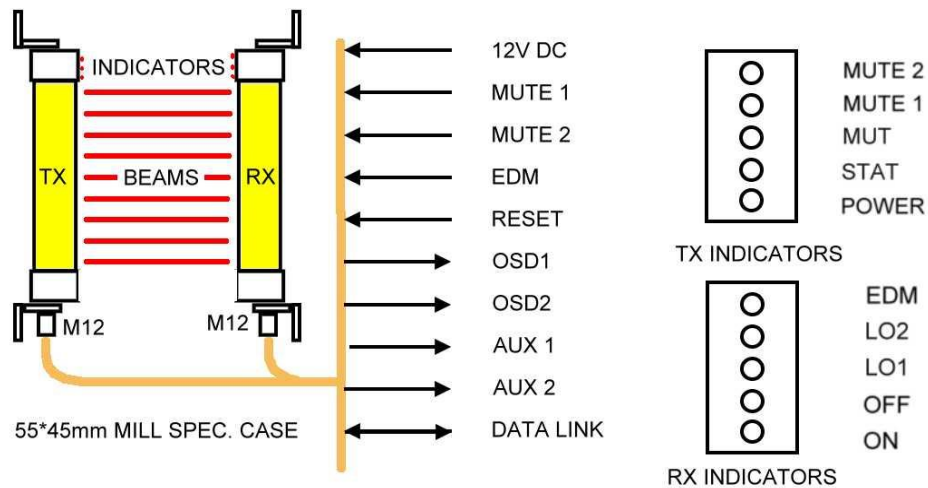 INDICATORS
TX
BEAMS
RX
M12
M12
55*45mm MILL SPEC. CASE
12V DC
MUTE 1
MUTE 2
EDM
RESET
OSD1
OSD2
AUX 1
AUX 2
DATA LINK
MUTE 2
MUTE 1
MUT
STAT
POWER
TX INDICATORS
EDM
LO2
LO1
OFF
ON
RX INDICATORS